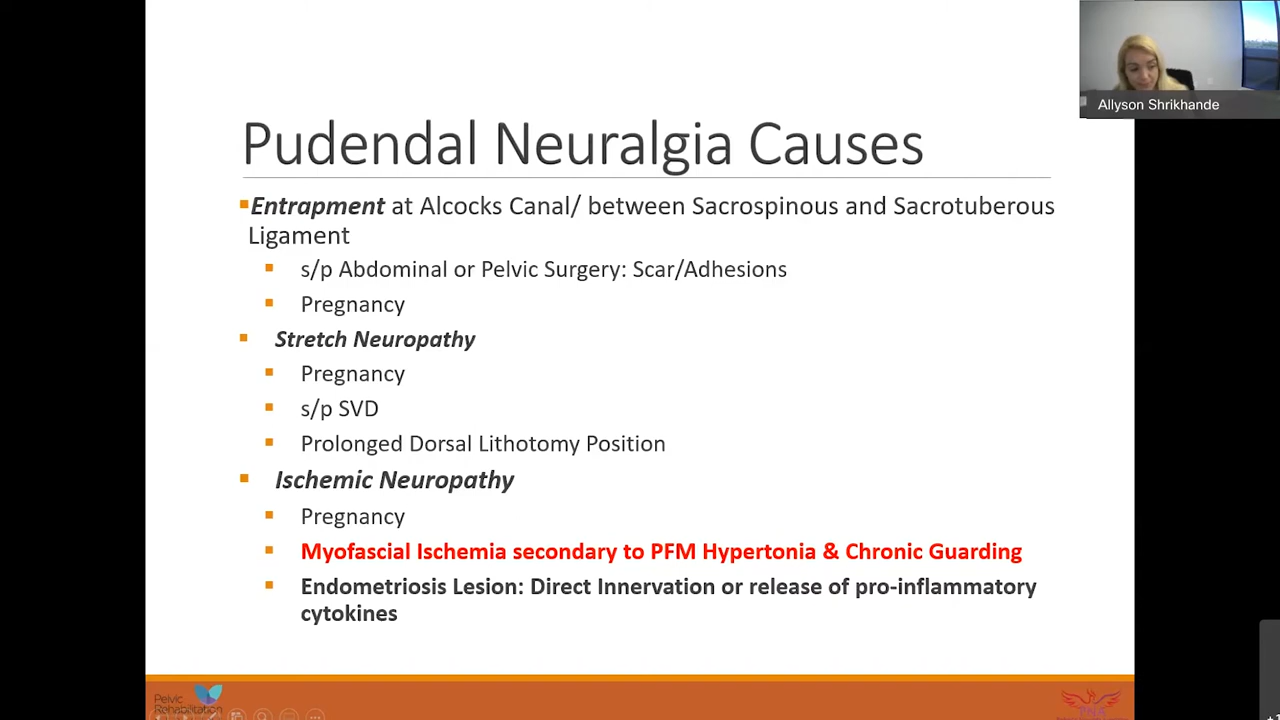 Allyson Shrikhande
Pudendal Neuralgia Causes
Entrapment at Alcocks Canal/ between Sacrospinous and Sacrotuberous
Ligament
s/p Abdominal or Pelvic Surgery: Scar/Adhesions
Pregnancy
Stretch Neuropathy
Pregnancy
s/p SVD
Prolonged Dorsal Lithotomy Position
Ischemic Neuropathy
Pregnancy
Myofascial Ischemia secondary to PFM Hypertonia & Chronic Guarding
Endometriosis Lesion: Direct Innervation or release of pro-inflammatory
cytokines
Pelvic
Rehabilitation
PNA